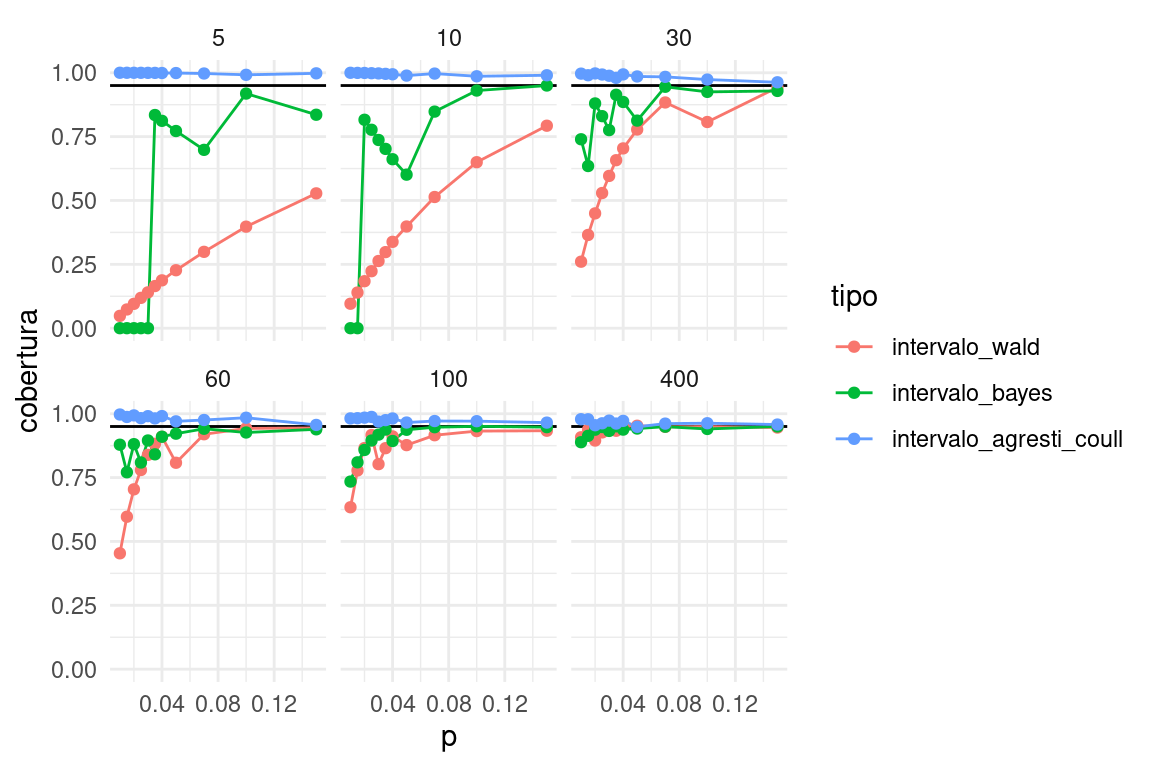 5 10 30
1.00
0.75
0.50
0.25
0.00
60 100 400
1.00
0.75
0.50
0.25
0.00
0.04 0.08 0.12 0.04 0.08 0.12 0.04 0.08 0.12
p
cobertura
tipo
intervalo_wald
intervalo_bayes
intervalo_agresti_coull